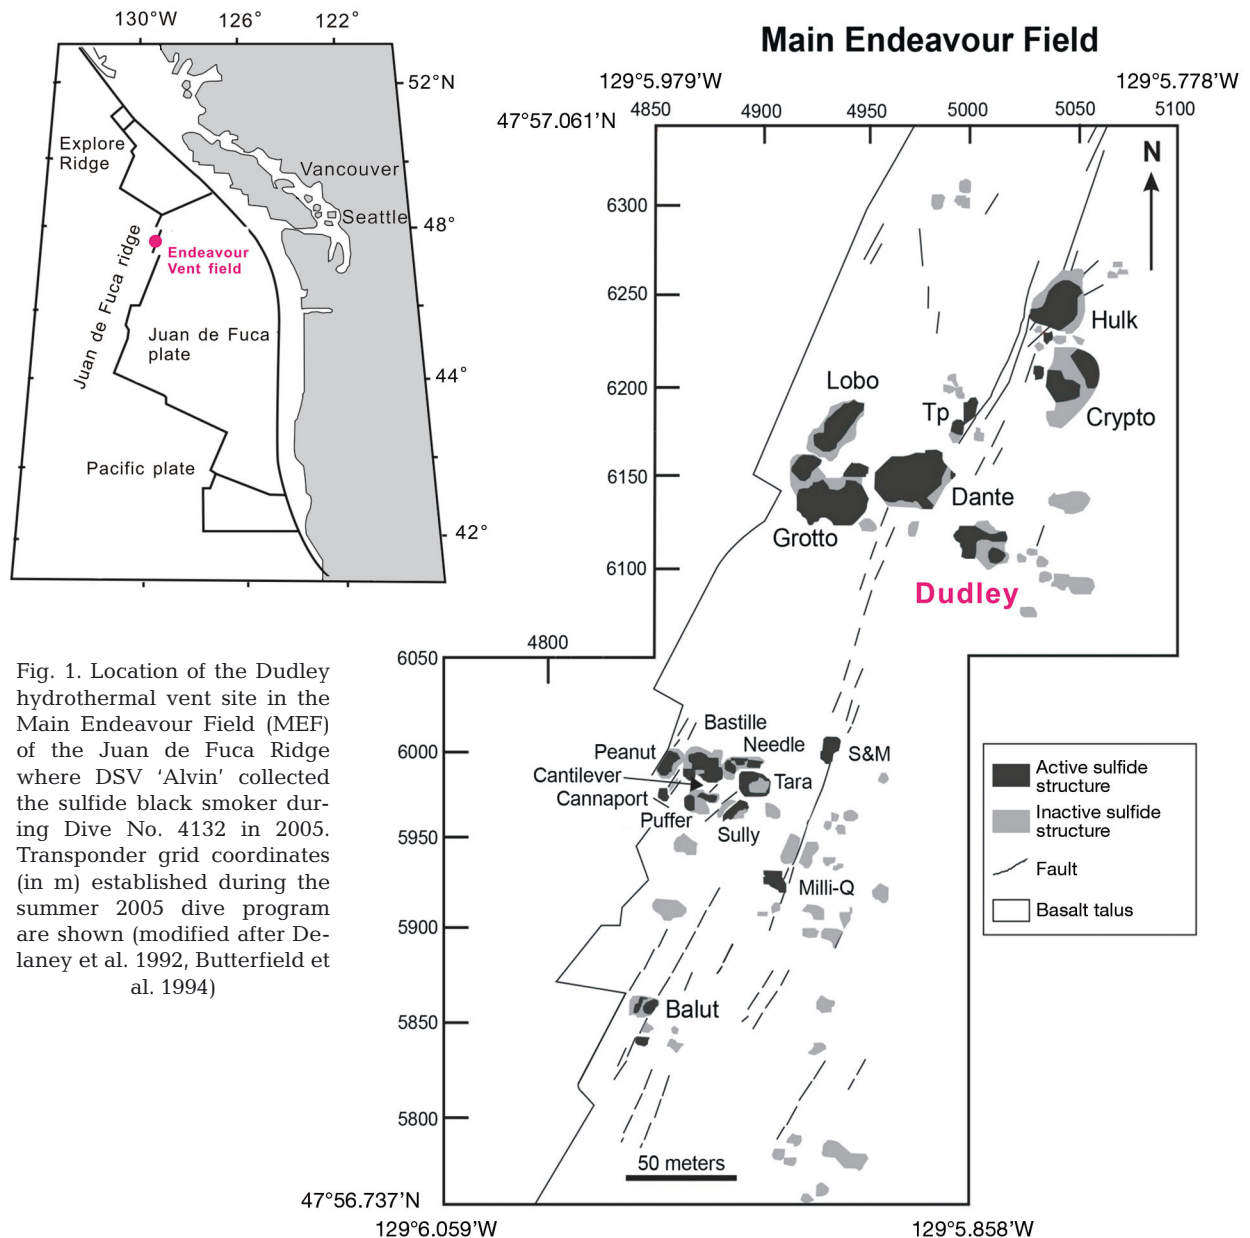 130°W 126° 122°
52°N
Explore
Ridge
Vancouver
Seattle
48°
Endeavour
Vent field
Juan de Fuca ridge
Juan de Fuca
plate
44°
Pacific plate
42°
Main Endeavour Field
129°5.979'W 129°5.778'W
4850 4900 4950 5000 5050 5100
47°57.061'N
N
6300
6250
Hulk
6200
Lobo
Tp
Crypto
6150
Dante
Grotto
6100
Dudley
4800
6050
Bastille
6000
Peanut
Needle
S&M
Cantilever
Tara
Cannaport
Puffer
Sully
5950
Milli-Q
5900
Balut
5850
5800
50 meters
47°56.737'N
129°6.059'W 129°5.858'W
Active sulfide
structure
Inactive sulfide
structure
Fault
Basalt talus
Fig. 1. Location of the Dudley
hydrothermal vent site in the
Main Endeavour Field (MEF)
of the Juan de Fuca Ridge
where DSV ‘Alvin’ collected
the sulfide black smoker dur-
ing Dive No. 4132 in 2005.
Transponder grid coordinates
(in m) established during the
summer 2005 dive program
are shown (modified after De-
laney et al. 1992, Butterfield et
al. 1994)